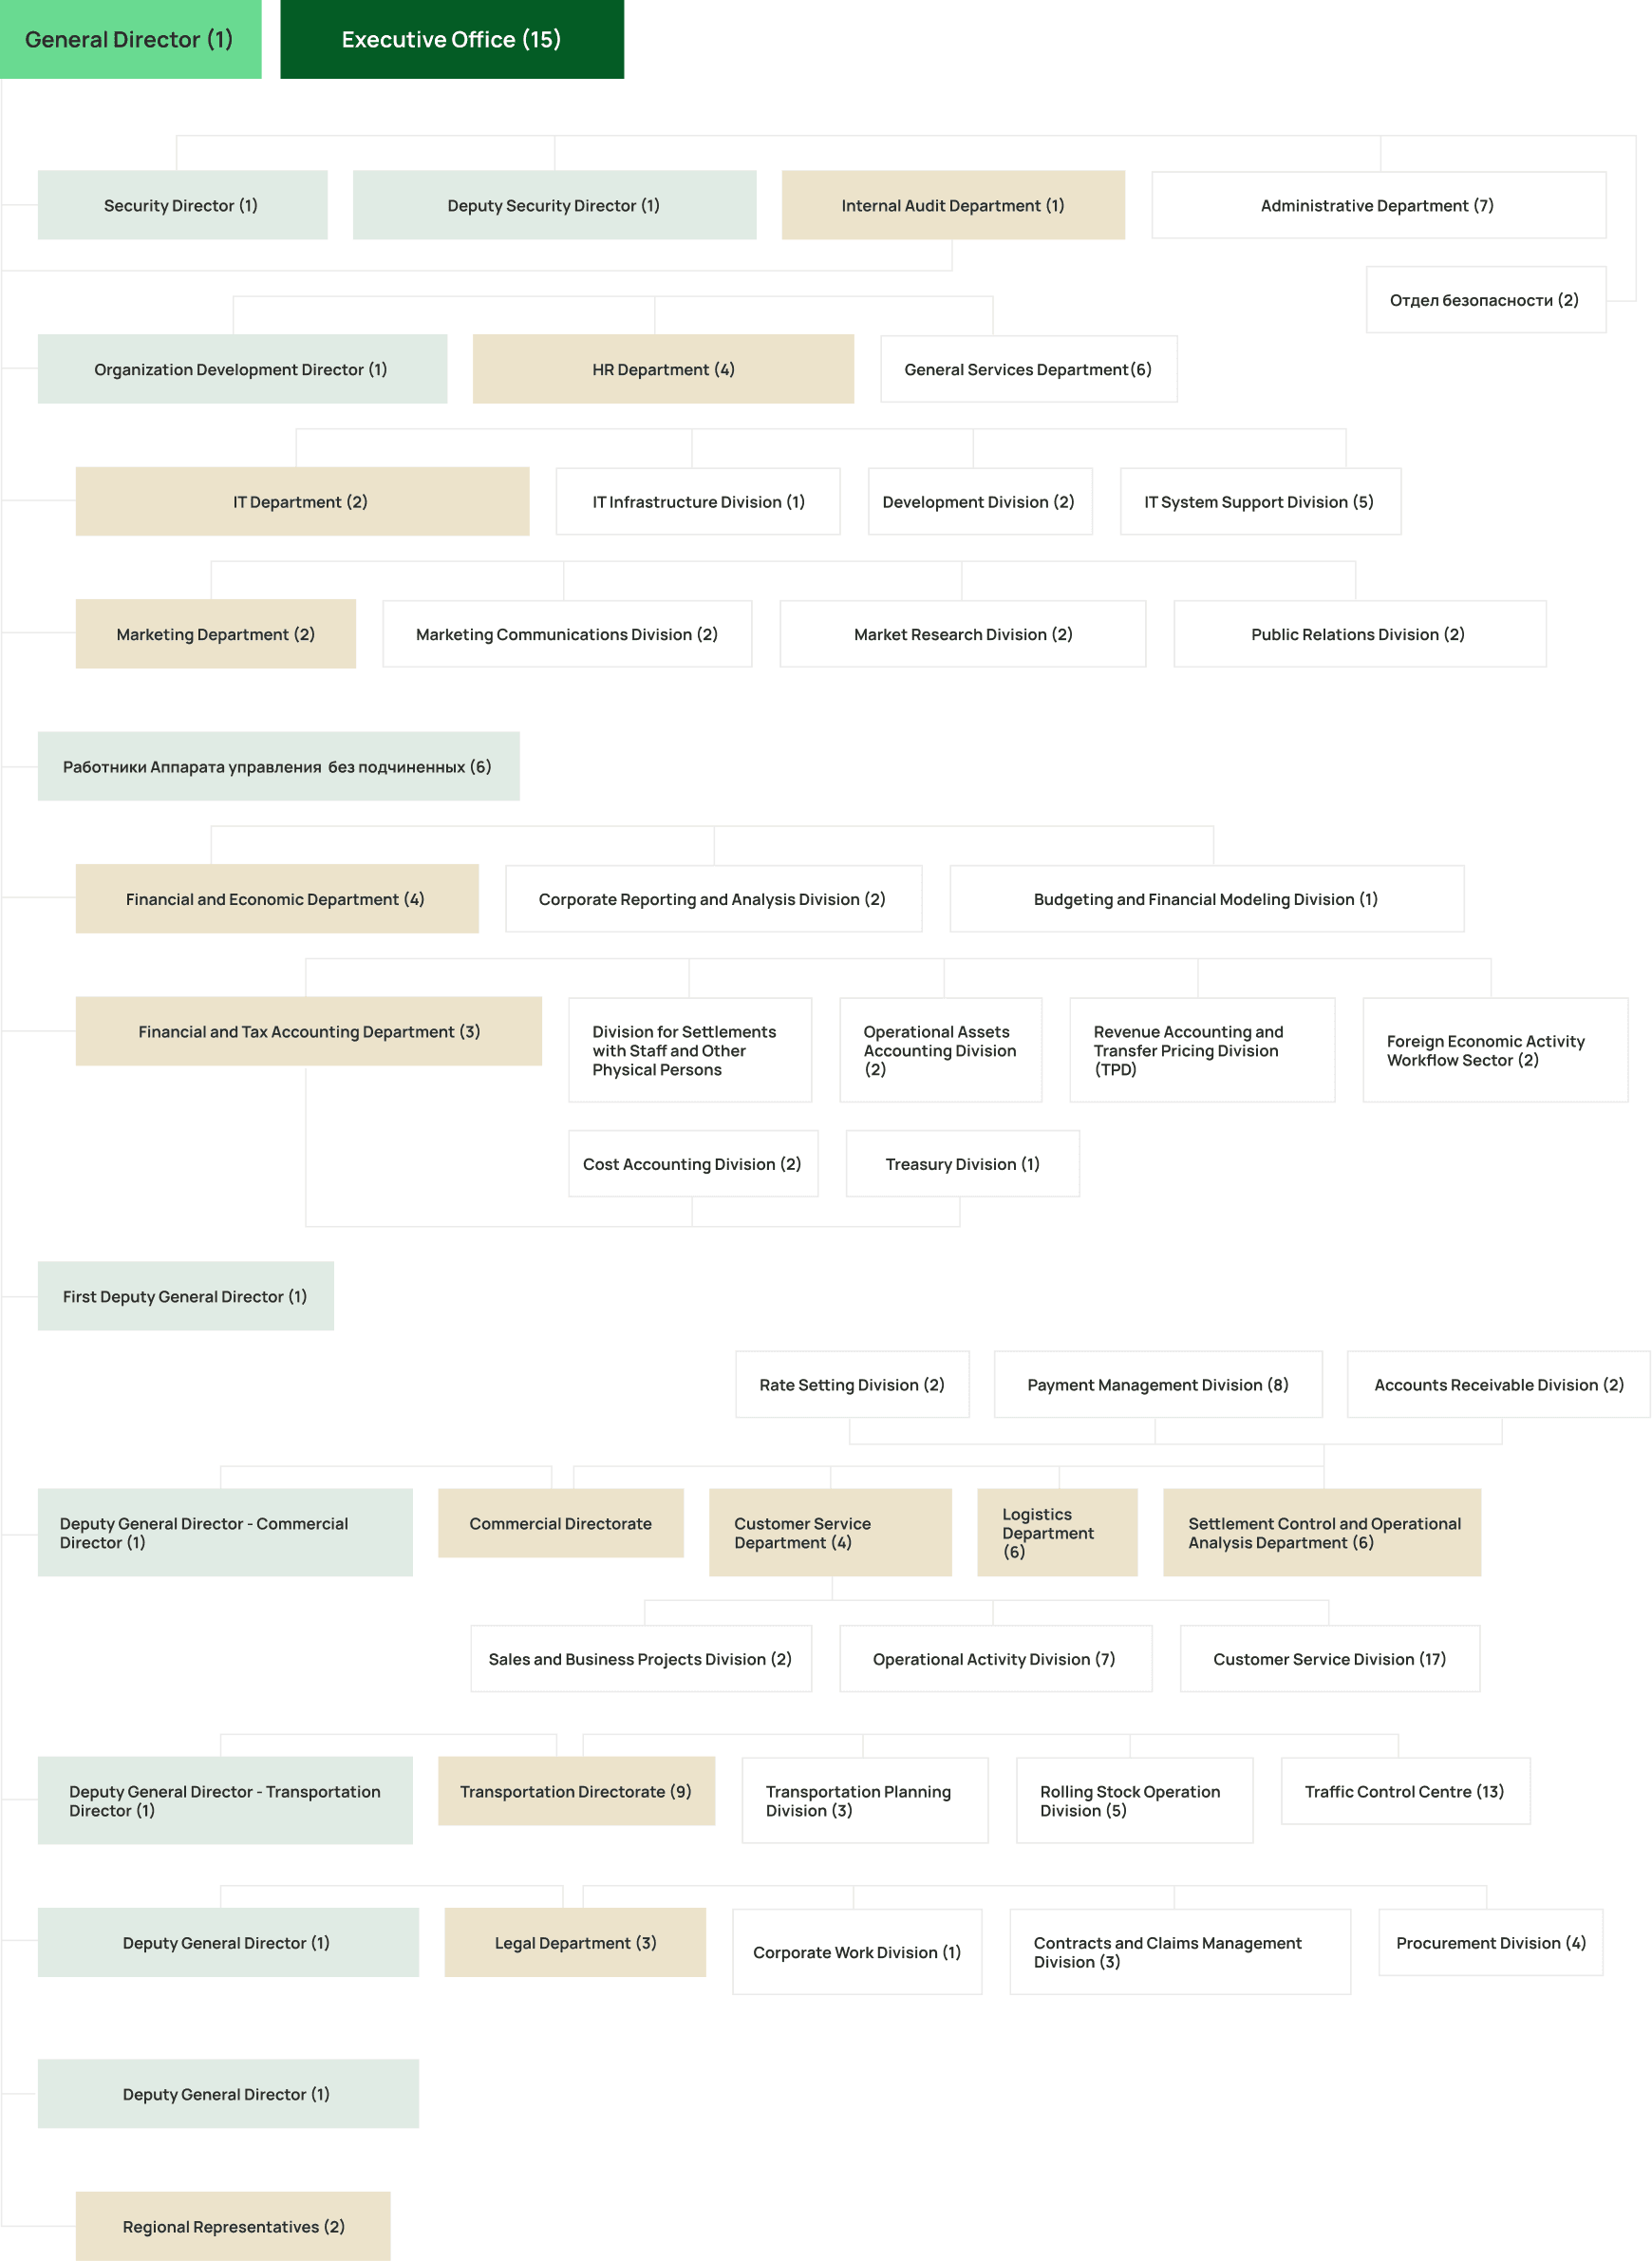 General Director (1)
Executive Office (15)
Security Director (1)
Deputy Security Director (1)
Internal Audit Department (1)
Administrative Department (7)
Отдел безопасности (2)
Organization Development Director (1)
HR Department (4)
General Services Department(6)
IT Department (2)
IT Infrastructure Division (1)
Development Division (2)
IT System Support Division (5)
Marketing Department (2)
Marketing Communications Division (2)
Market Research Division (2)
Public Relations Division (2)
Работники Аппарата управления без подчиненных (6)
Financial and Economic Department (4)
Corporate Reporting and Analysis Division (2)
Budgeting and Financial Modeling Division (1)
Financial and Tax Accounting Department (3)
Division for Settlements
with Staff and Other
Physical Persons
Operational Assets
Accounting Division
(2)
Revenue Accounting and
Transfer Pricing Division
(TPD)
Foreign Economic Activity
Workflow Sector (2)
Cost Accounting Division (2)
Treasury Division (1)
First Deputy General Director (1)
Rate Setting Division (2)
Payment Management Division (8)
Accounts Receivable Division (2)
Deputy General Director - Commercial
Director (1)
Commercial Directorate
Customer Service
Department (4)
Logistics
Department
(6)
Settlement Control and Operational
Analysis Department (6)
Sales and Business Projects Division (2)
Operational Activity Division (7)
Customer Service Division (17)
Deputy General Director - Transportation
Director (1)
Transportation Directorate (9)
Transportation Planning
Division (3)
Rolling Stock Operation
Division (5)
Traffic Control Centre (13)
Deputy General Director (1)
Legal Department (3)
Corporate Work Division (1)
Contracts and Claims Management
Division (3)
Procurement Division (4)
Deputy General Director (1)
Regional Representatives (2)